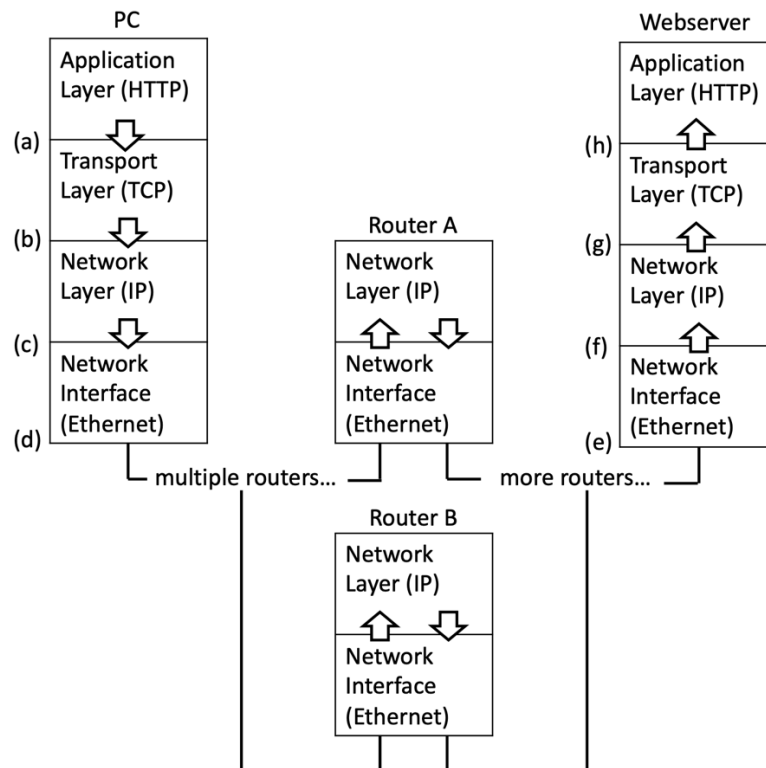 PC
Application
Layer (HTTP)
(a)
Transport
Layer (TCP)
(b)
Network
Layer (IP)
(c)
Network
Interface
(Ethernet)
(d)
Router A
Network
Layer (IP)
Network
Interface
(Ethernet)
Webserver
Application
Layer (HTTP)
(h)
Transport
Layer (TCP)
(g)
Network
Layer (IP)
(f)
Network
Interface
(Ethernet)
(e)
multiple routers...
more routers...
Router B
Network
Layer (IP)
Network
Interface
(Ethernet)